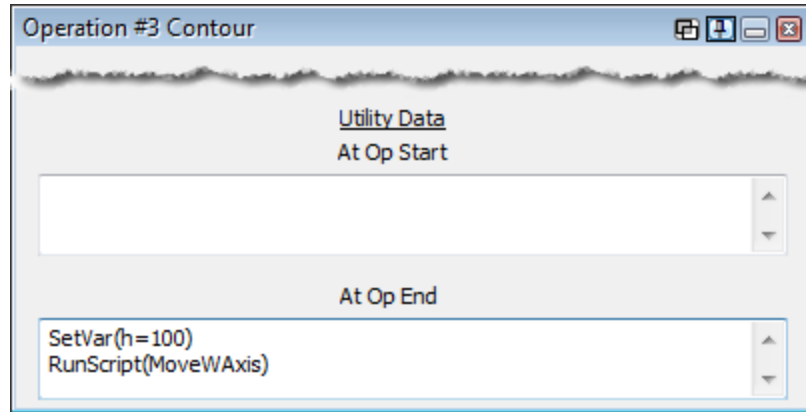 Operation #3 Contour
Utility Data
At Op Start
At Op End
SetVar(h=100)
RunScript(MoveWAxis)